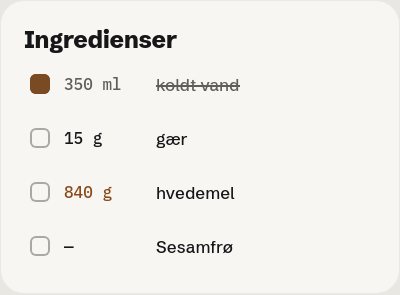 Ingredienser
350 ml koldt vand
15 g gær
840 g hvedemel
– Sesamfrø